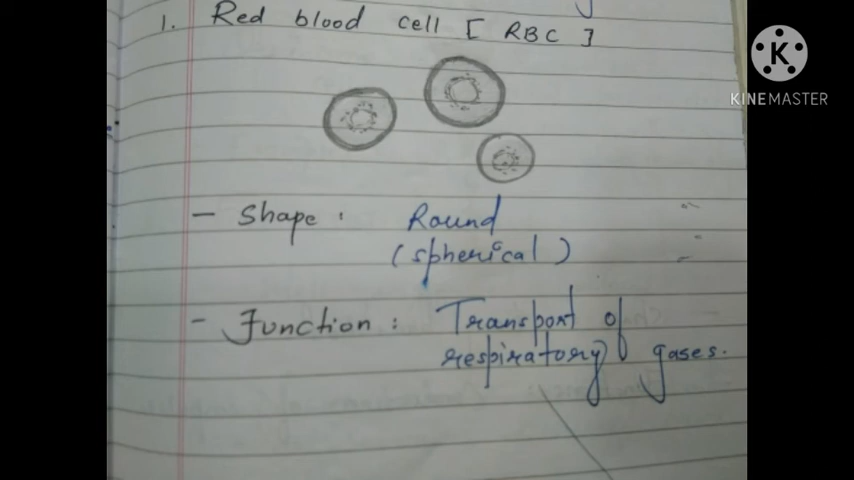 1. Red blood cell [ RBC ]
K
KINEMASTER
– Shape : Round
(spherical)
- Function : Transport of
respiratory gases.